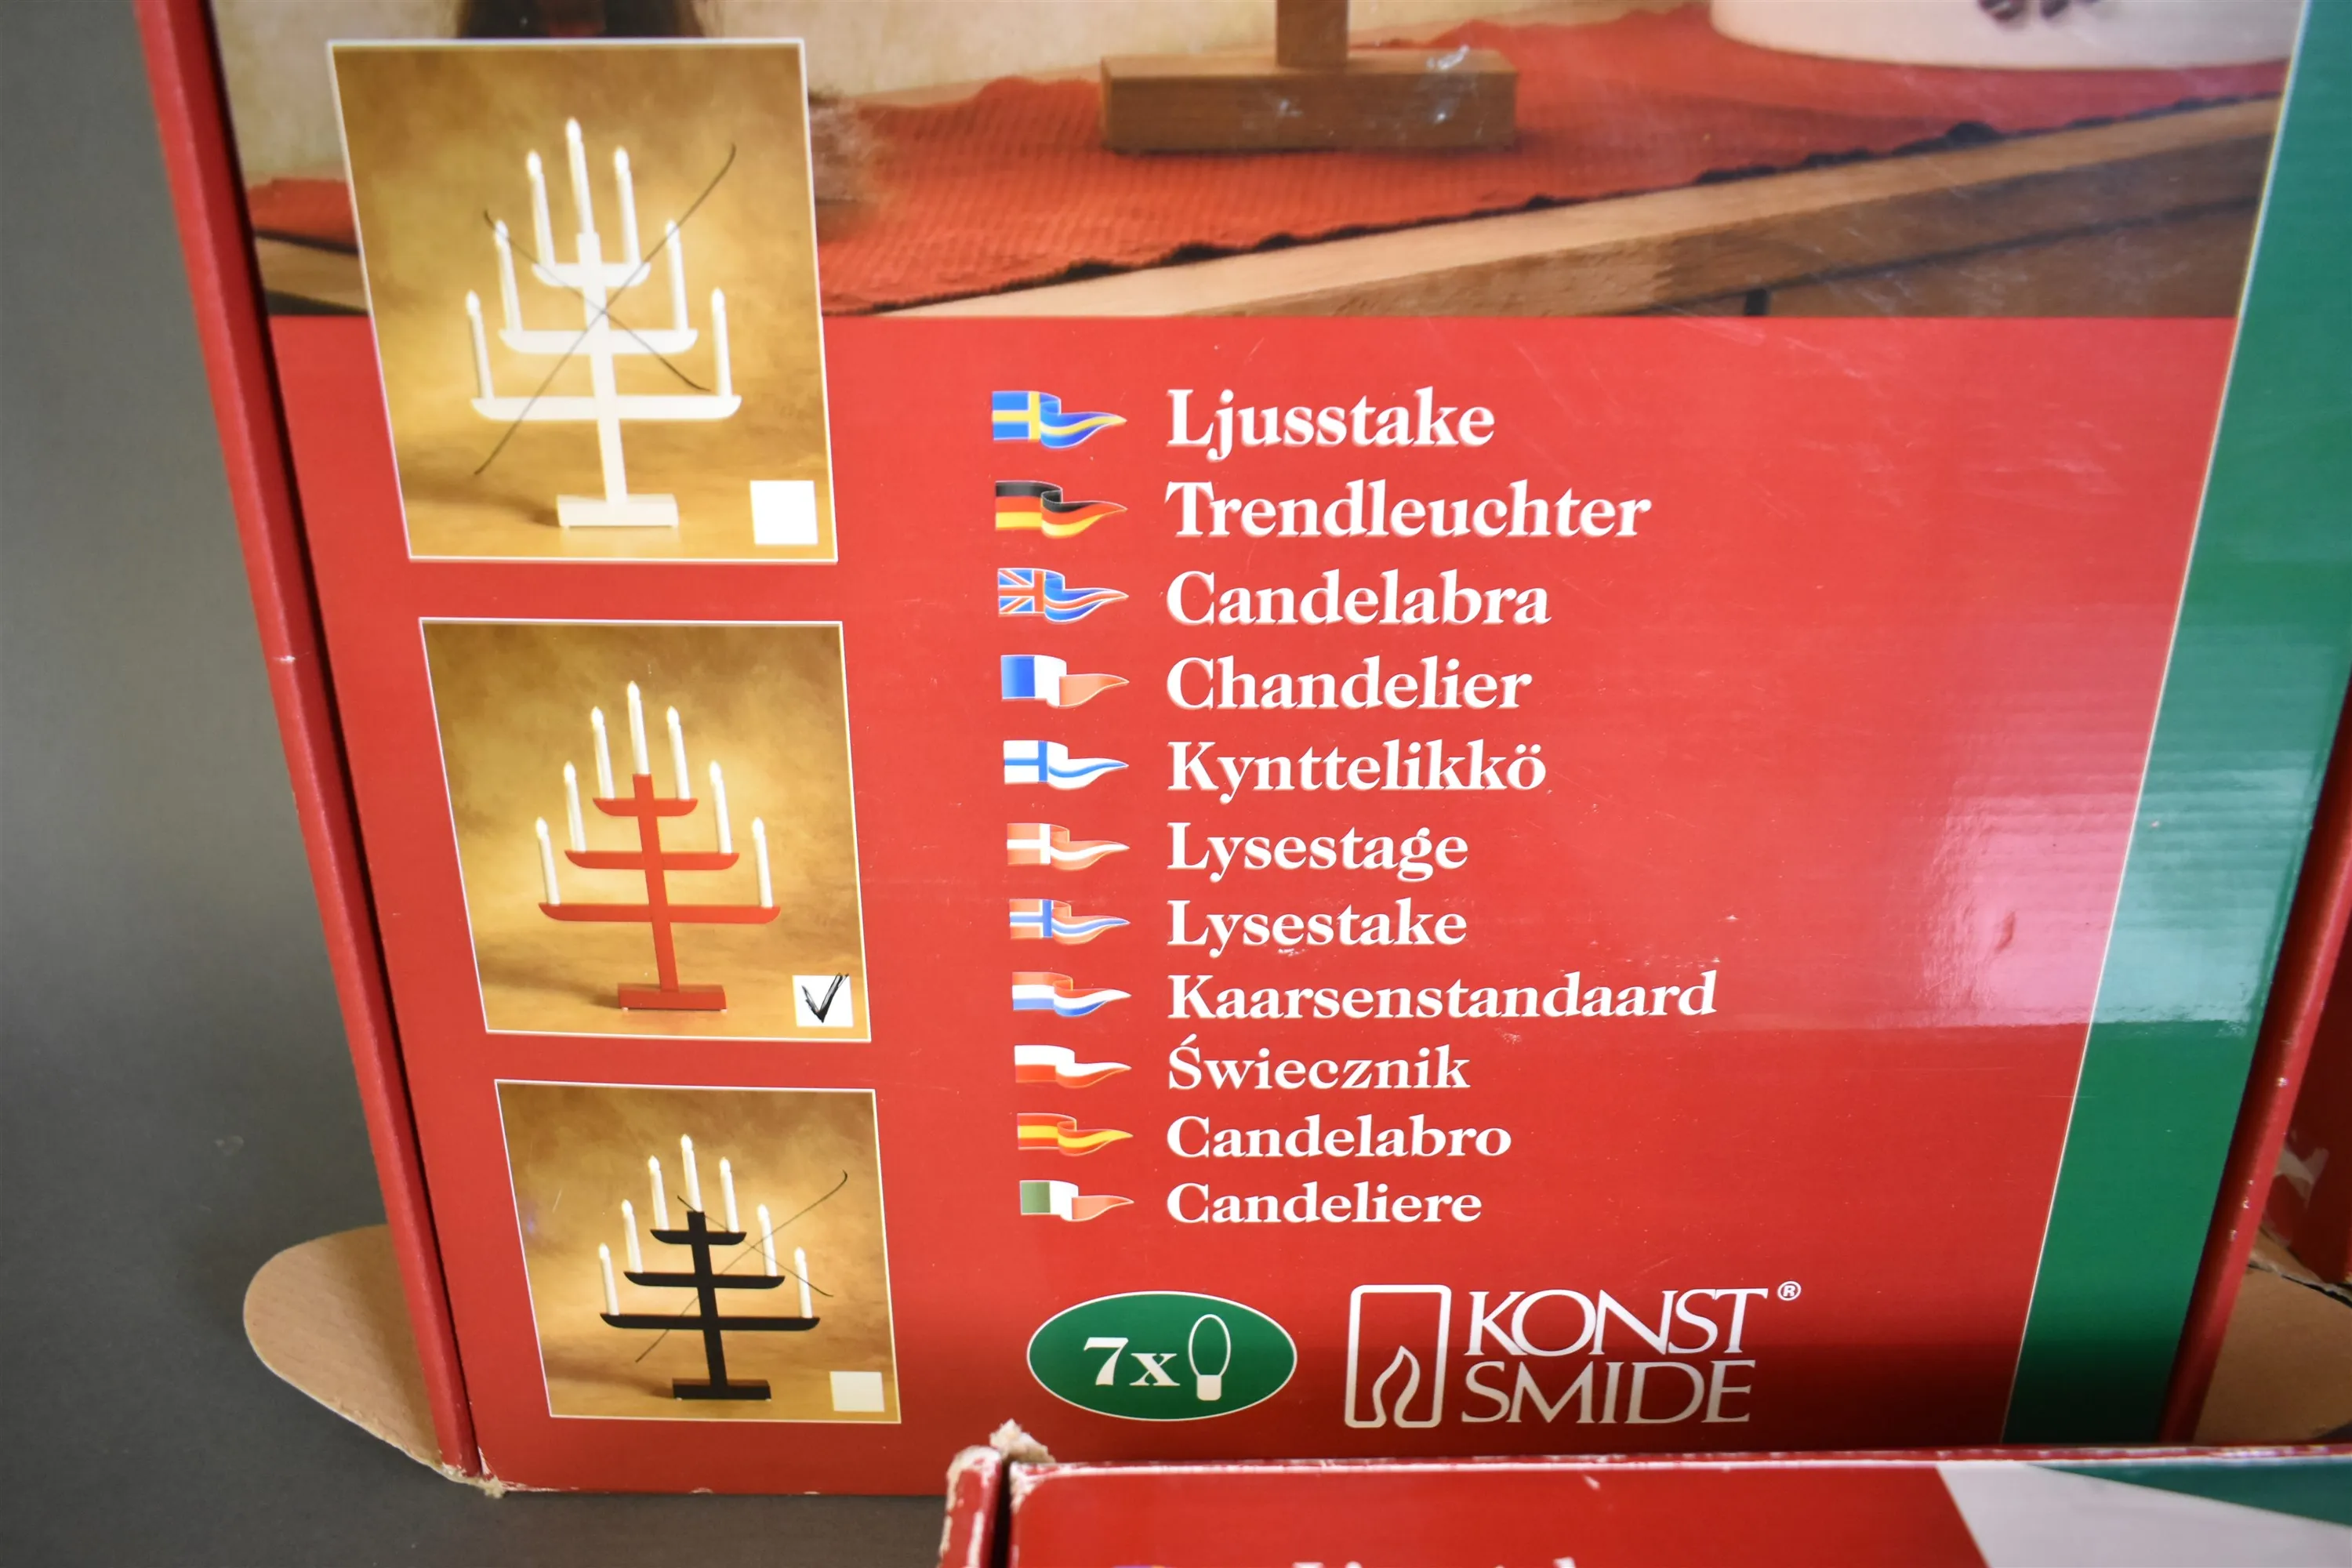 Ljusstake
Trendleuchter
Candelabra
Chandelier
Kynttelikkö
Lysestage
Lysestake
Kaarsenstandaard
Świecznik
Candelabro
Candeliere
7x
KONST ®
SMIDE